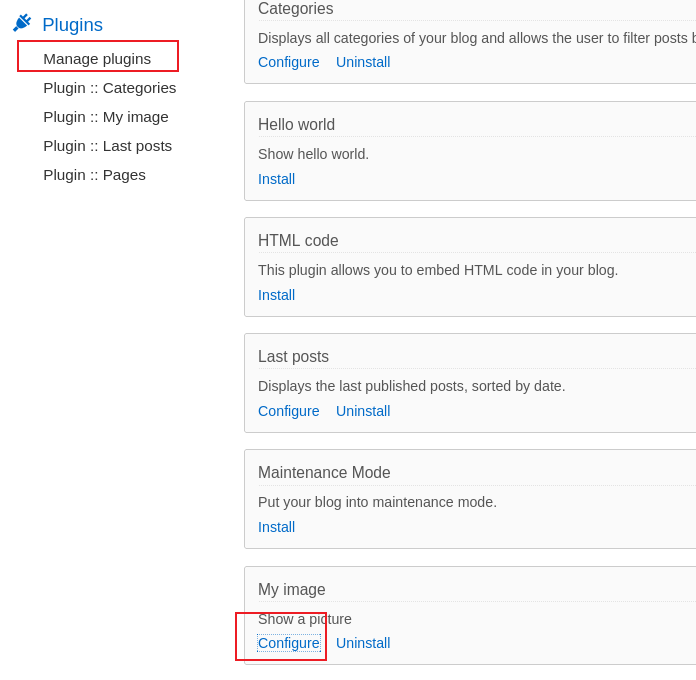 Plugins
Manage plugins
Plugin :: Categories
Plugin :: My image
Plugin :: Last posts
Plugin :: Pages
Categories
Displays all categories of your blog and allows the user to filter posts
Configure Uninstall
Hello world
Show hello world.
Install
HTML code
This plugin allows you to embed HTML code in your blog.
Install
Last posts
Displays the last published posts, sorted by date.
Configure Uninstall
Maintenance Mode
Put your blog into maintenance mode.
Install
My image
Show a picture
Configure Uninstall